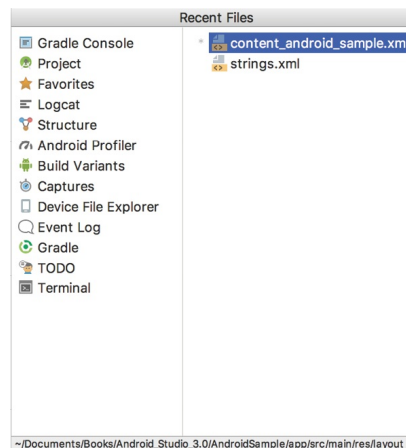 Recent Files
Gradle Console
Project
Favorites
Logcat
Structure
Android Profiler
Build Variants
Captures
Device File Explorer
Event Log
Gradle
TODO
Terminal
* content_android_sample.xm
strings.xml
~/Documents/Books/Android Studio 3.0/AndroidSample/app/src/main/res/layout